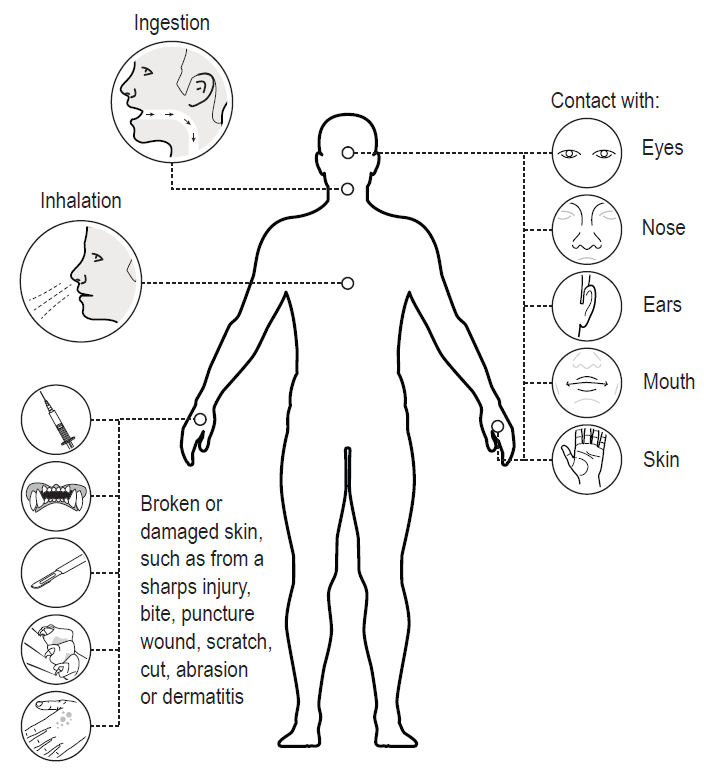 Ingestion
Inhalation
Contact with:
Eyes
Nose
Ears
Mouth
Skin
Broken or
damaged skin,
such as from a
sharps injury,
bite, puncture
wound, scratch,
cut, abrasion
or dermatitis